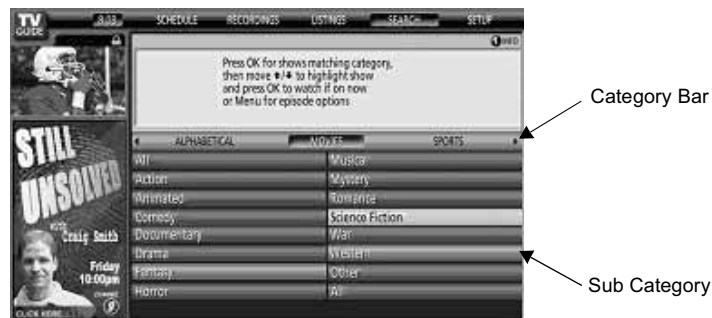 TV GUIDE
8:03
SCHEDULE RECORDINGS LISTINGS SEARCH SETUP
INFO
Press OK for shows matching category,
then move ↑/↓ to highlight show
and press OK to watch if on now
or Menu for episode options
Category Bar
ALPHABETICAL MOVIES SPORTS
All Musical
Action Mystery
Animated Romance
Comedy Science Fiction
Documentary War
Drama Western
Fantasy Other
Horror All
Sub Category
STILL
UNSOLVED
WITH
Craig Smith
Friday
10:00pm
CLICK HERE